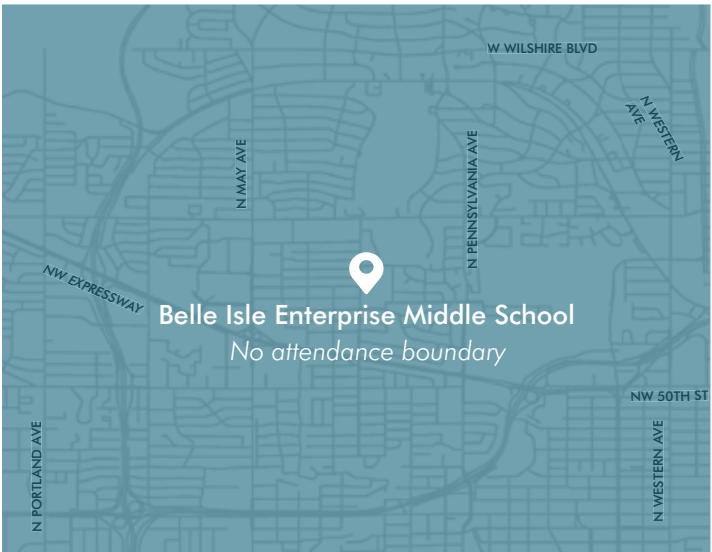 W WILSHIRE BLVD
N WESTERN
AVE
N MAY AVE
N PENNSYLVANIA AVE
NW EXPRESSWAY
Belle Isle Enterprise Middle School
No attendance boundary
NW 50TH ST
N PORTLAND AVE
N WESTERN AVE